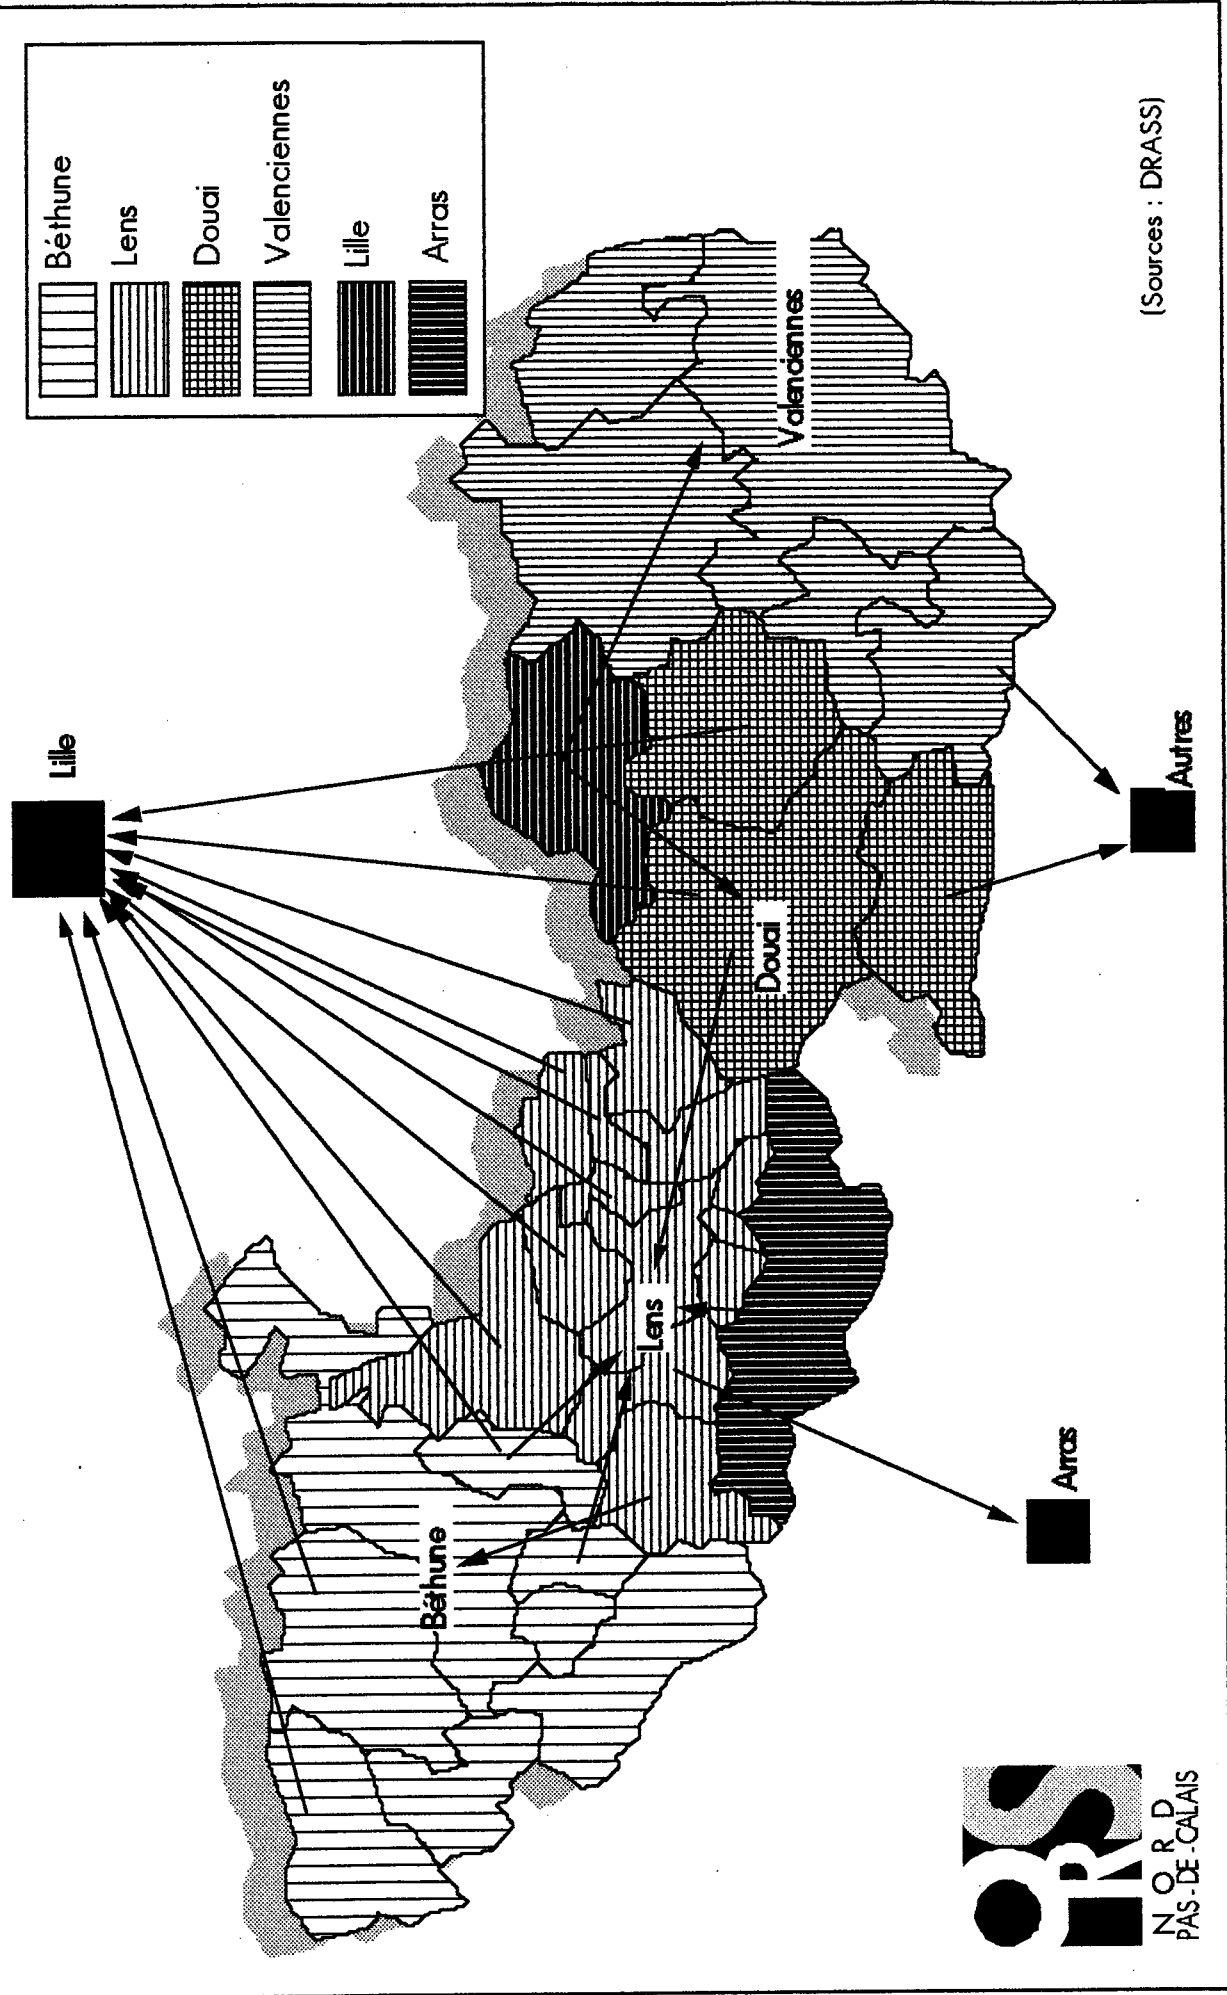 Béthune
Lens
Douai
Valenciennes
Lille
Arras
Lille
Béthune
Lens
Douai
Valenciennes
Arras
Autres
(Sources : DRASS)
ORS
NORD
PAS-DE-CALAIS